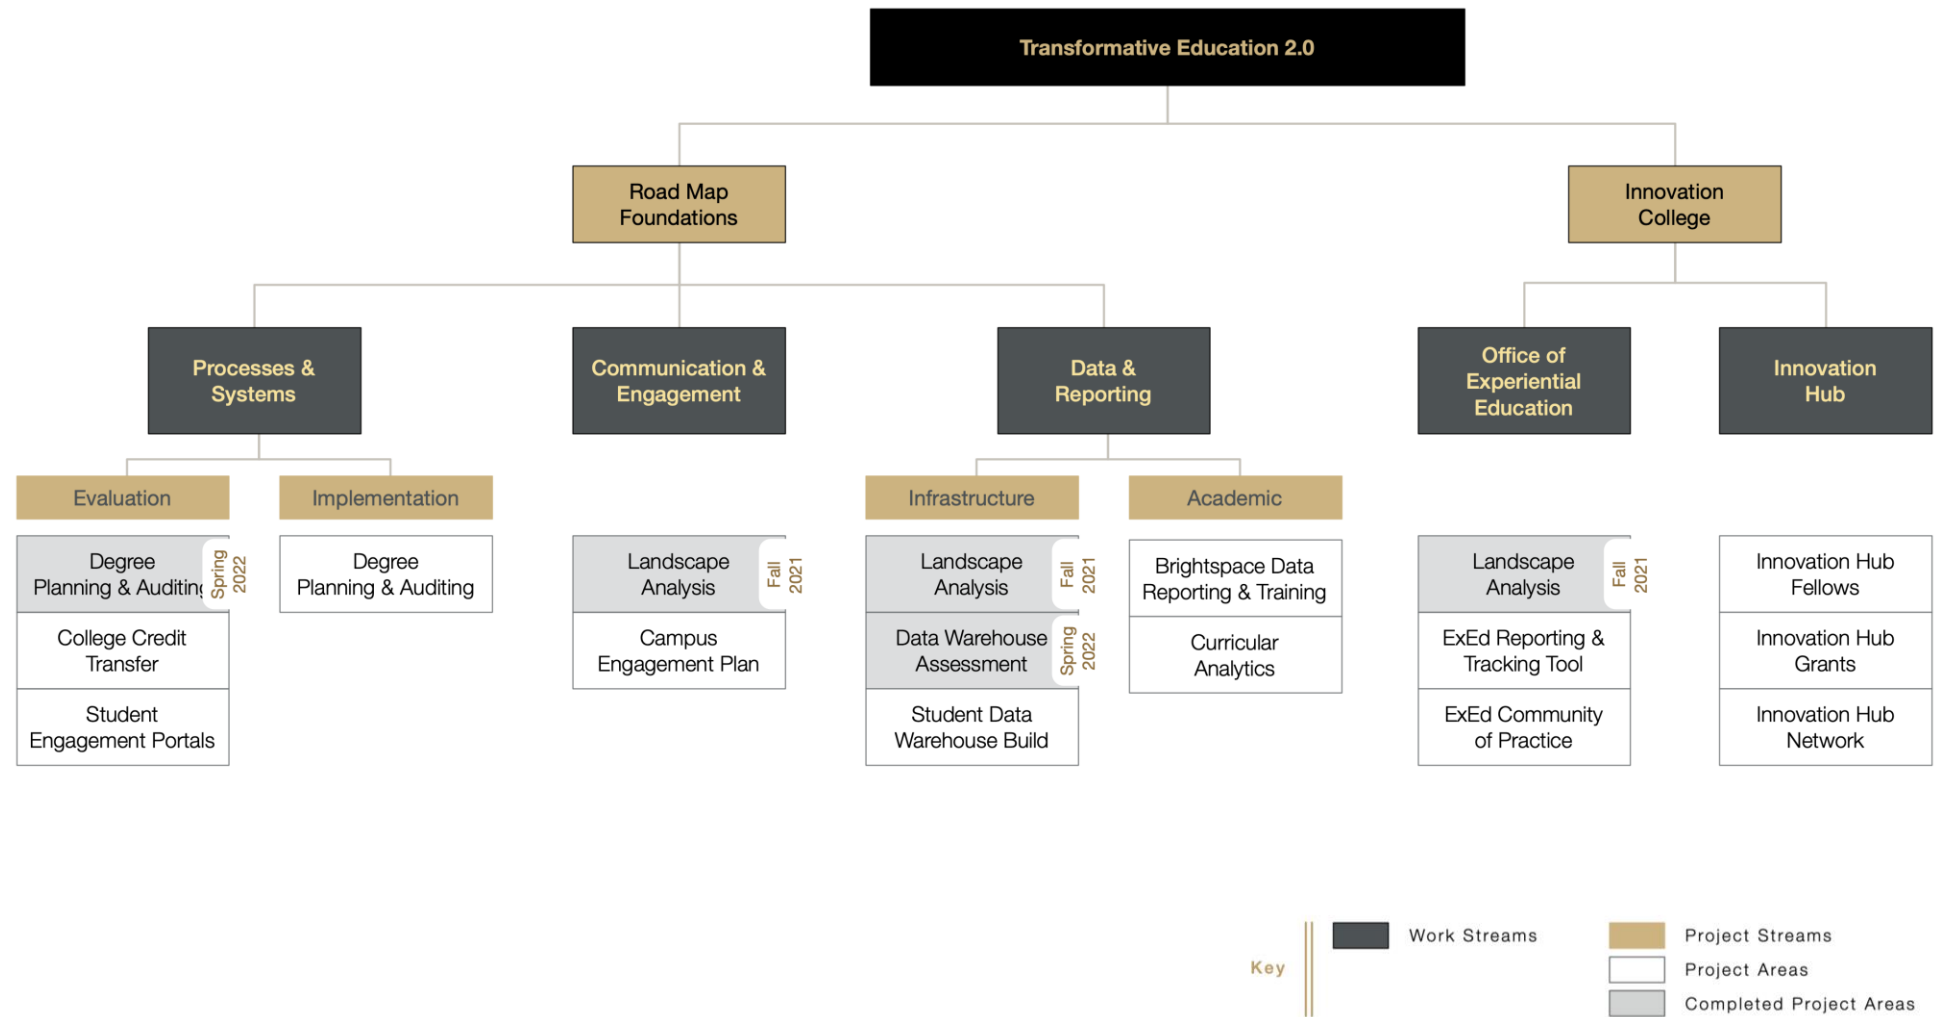 Transformative Education 2.0
Road Map
Foundations
Innovation
College
Processes &
Systems
Communication &
Engagement
Data &
Reporting
Office of
Experiential
Education
Innovation
Hub
Evaluation
Implementation
Infrastructure
Academic
Degree
Planning & Auditing
Spring
2022
College Credit
Transfer
Student
Engagement Portals
Degree
Planning & Auditing
Landscape
Analysis
Fall
2021
Campus
Engagement Plan
Landscape
Analysis
Fall
2021
Data Warehouse
Assessment
Spring
2022
Student Data
Warehouse Build
Brightspace Data
Reporting & Training
Curricular
Analytics
Landscape
Analysis
Fall
2021
ExEd Reporting &
Tracking Tool
ExEd Community
of Practice
Innovation Hub
Fellows
Innovation Hub
Grants
Innovation Hub
Network
Key
Work Streams
Project Streams
Project Areas
Completed Project Areas